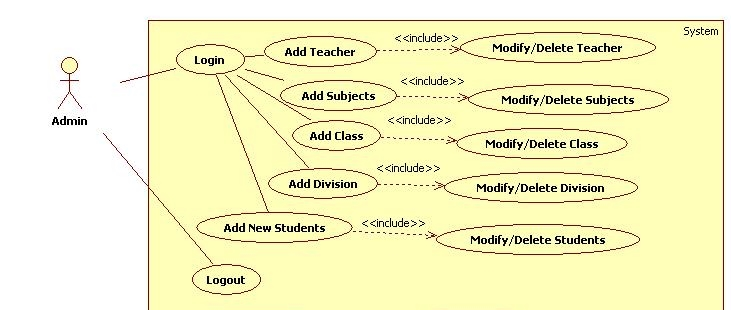 System
<<include>>
Login
Add Teacher
Modify/Delete Teacher
<<include>>
Add Subjects
Modify/Delete Subjects
Admin
<<include>>
Add Class
Modify/Delete Class
<<include>>
Add Division
Modify/Delete Division
<<include>>
Add New Students
Modify/Delete Students
Logout